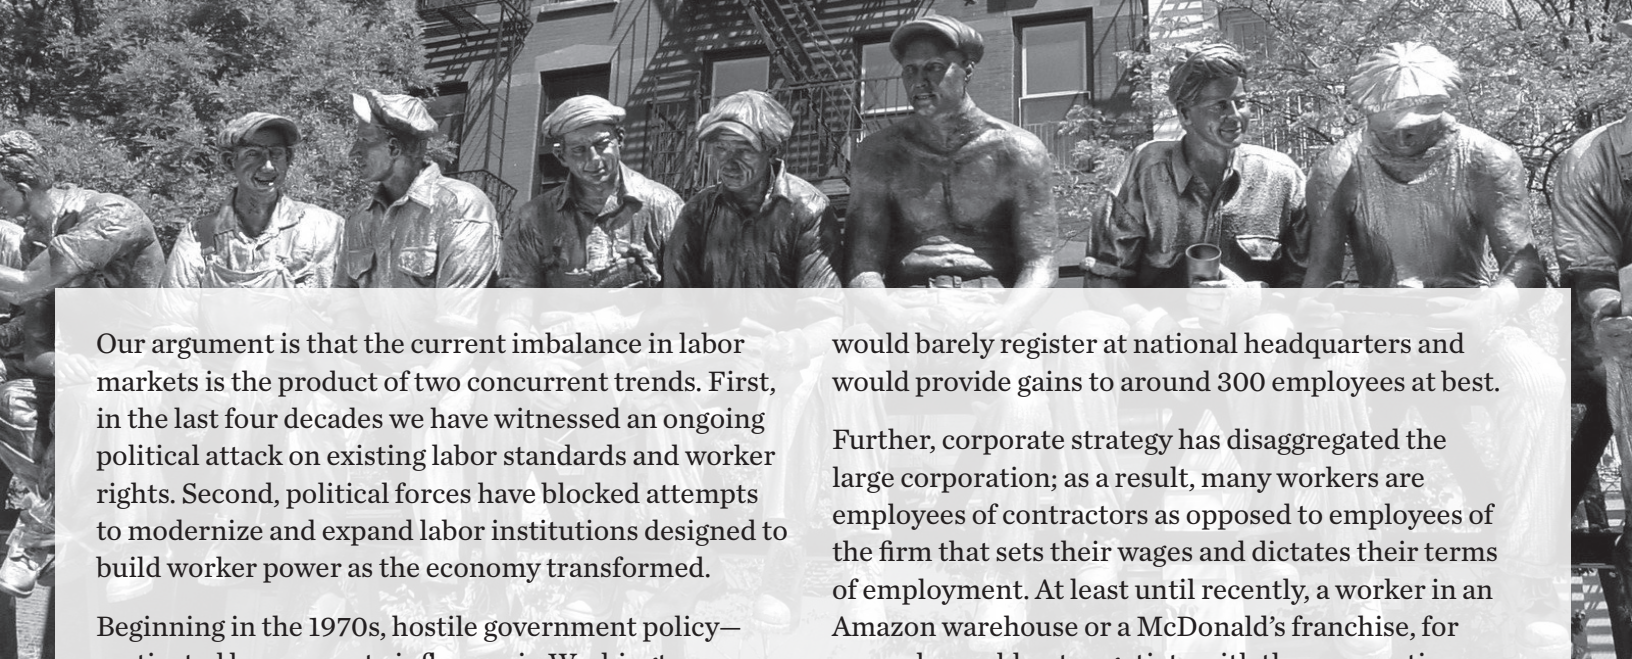 Our argument is that the current imbalance in labor
markets is the product of two concurrent trends. First,
in the last four decades we have witnessed an ongoing
political attack on existing labor standards and worker
rights. Second, political forces have blocked attempts
to modernize and expand labor institutions designed to
build worker power as the economy transformed.
Beginning in the 1970s, hostile government policy—
would barely register at national headquarters and
would provide gains to around 300 employees at best.
Further, corporate strategy has disaggregated the
large corporation; as a result, many workers are
employees of contractors as opposed to employees of
the firm that sets their wages and dictates their terms
of employment. At least until recently, a worker in an
Amazon warehouse or a McDonald’s franchise, for